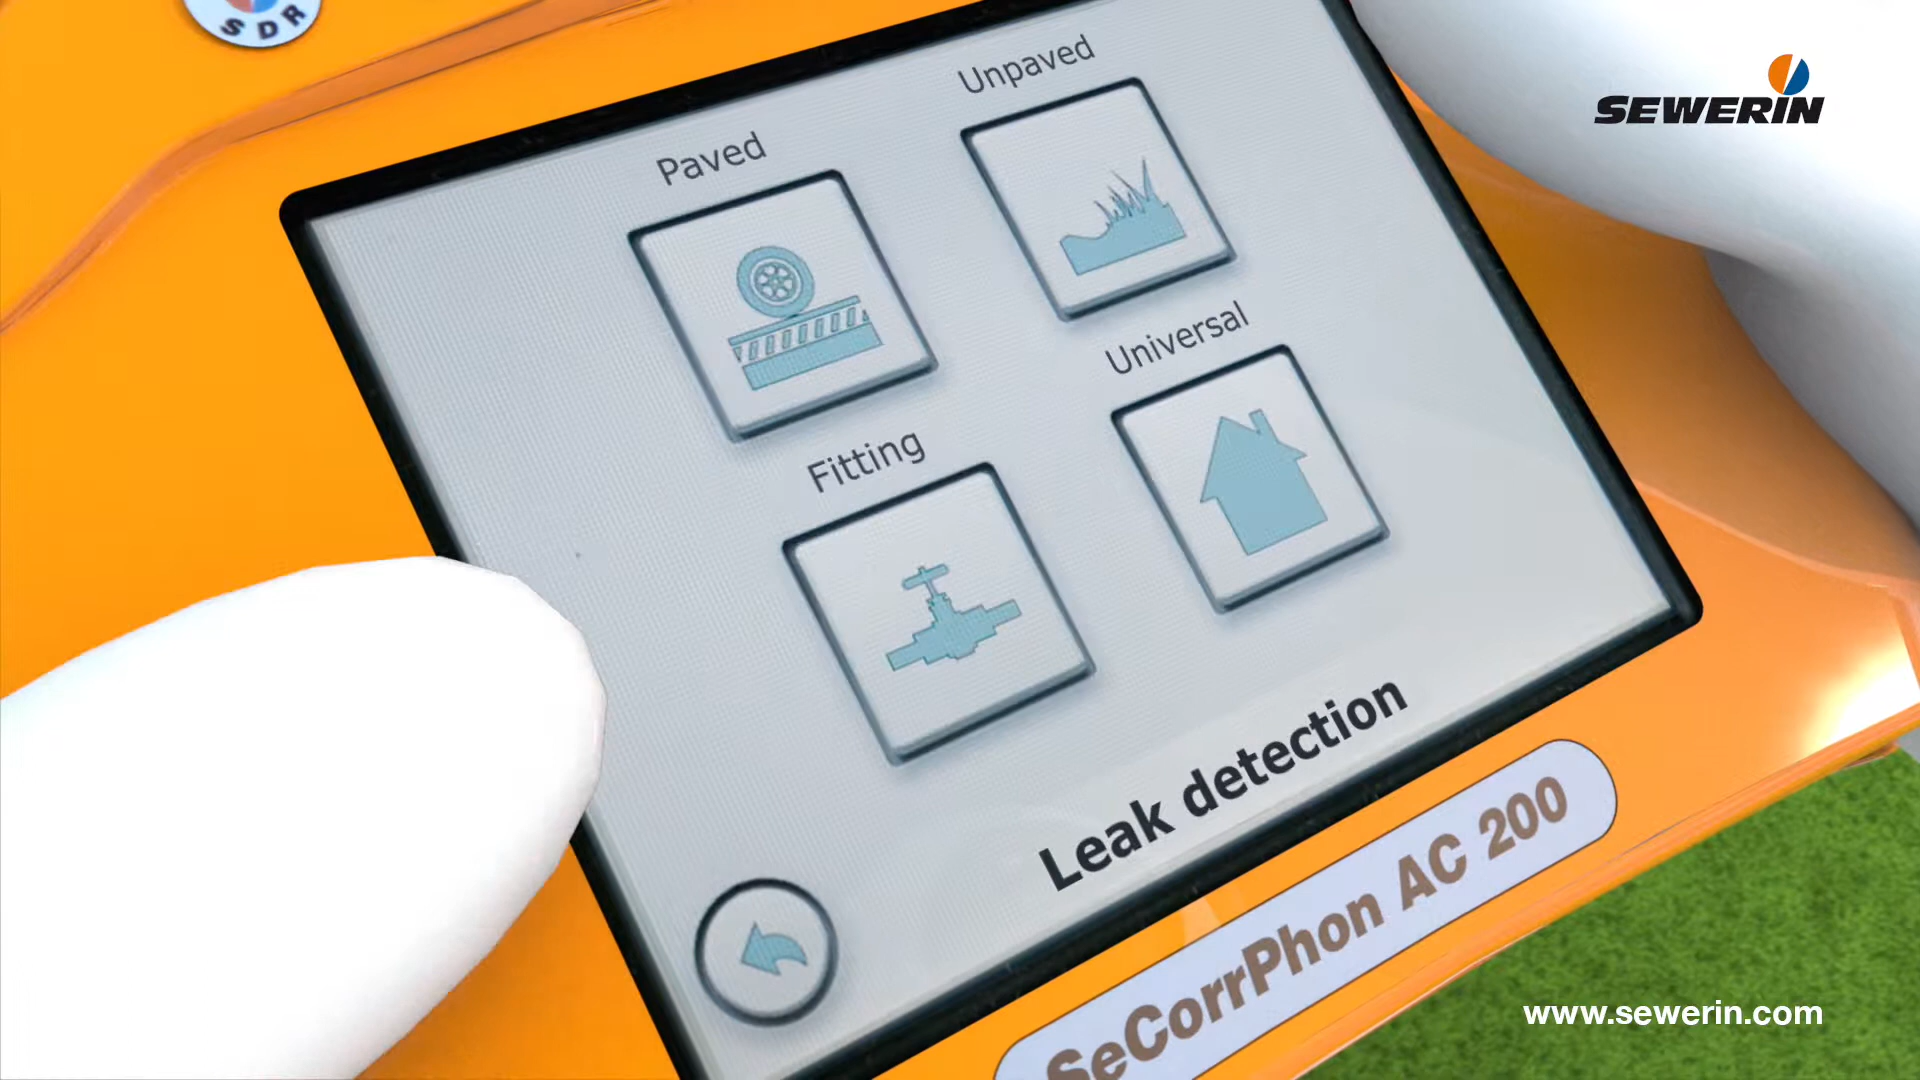 SDR
SEWERIN
Unpaved
Paved
Universal
Fitting
Leak detection
SeCorrPhon AC 200
www.sewerin.com